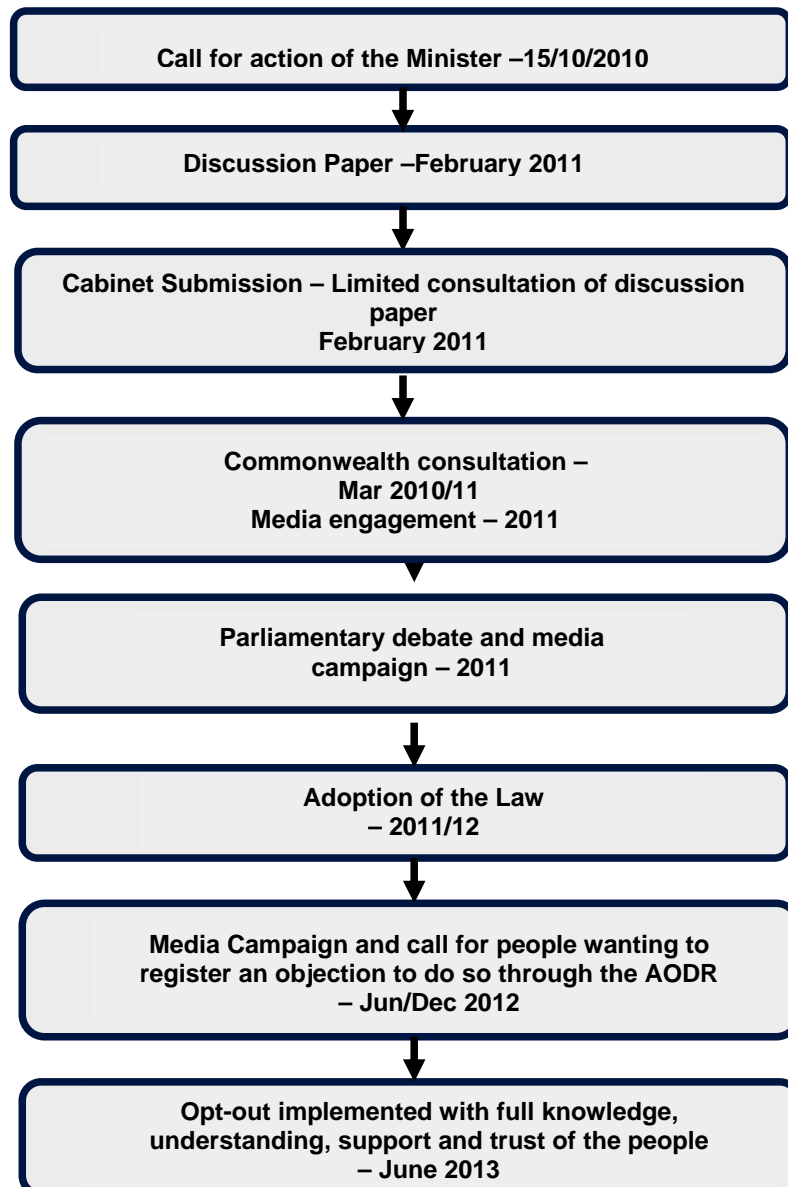 Call for action of the Minister –15/10/2010
Discussion Paper –February 2011
Cabinet Submission – Limited consultation of discussion
paper
February 2011
Commonwealth consultation –
Mar 2010/11
Media engagement – 2011
Parliamentary debate and media
campaign – 2011
Adoption of the Law
– 2011/12
Media Campaign and call for people wanting to
register an objection to do so through the AODR
– Jun/Dec 2012
Opt-out implemented with full knowledge,
understanding, support and trust of the people
– June 2013